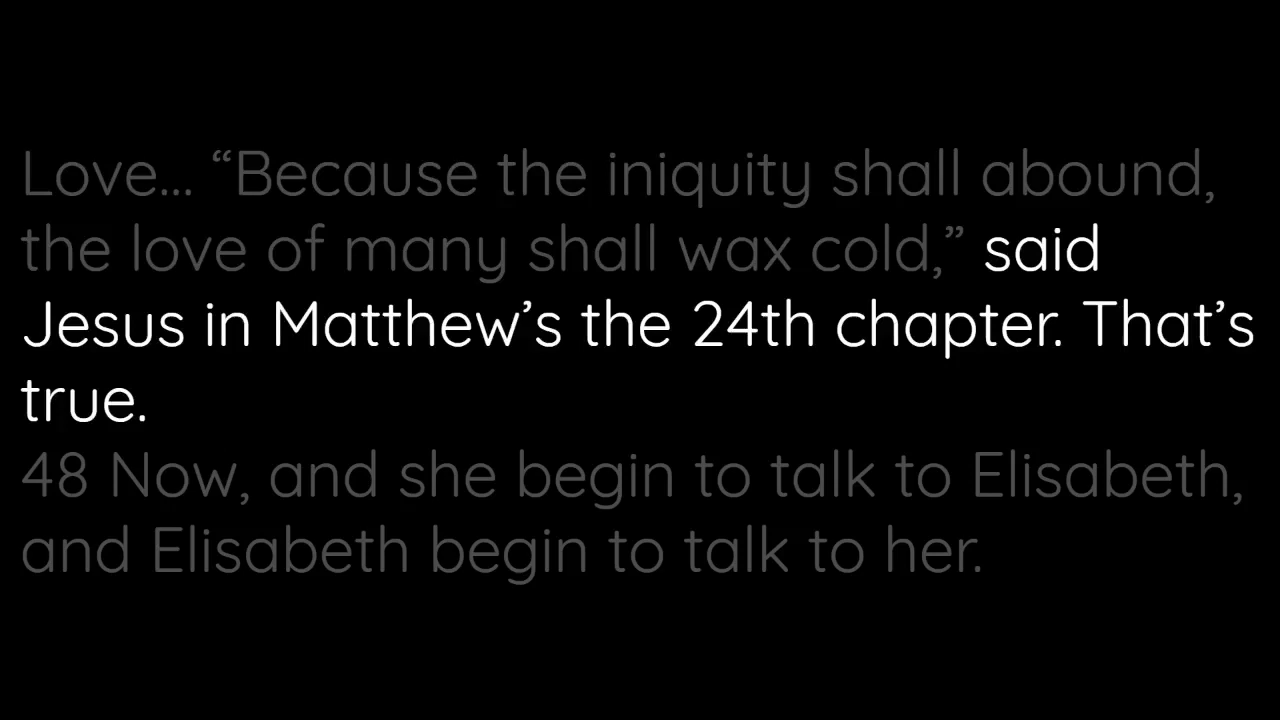 Love... “Because the iniquity shall abound,
the love of many shall wax cold,” said
Jesus in Matthew’s the 24th chapter. That’s
true.
48 Now, and she begin to talk to Elisabeth,
and Elisabeth begin to talk to her.